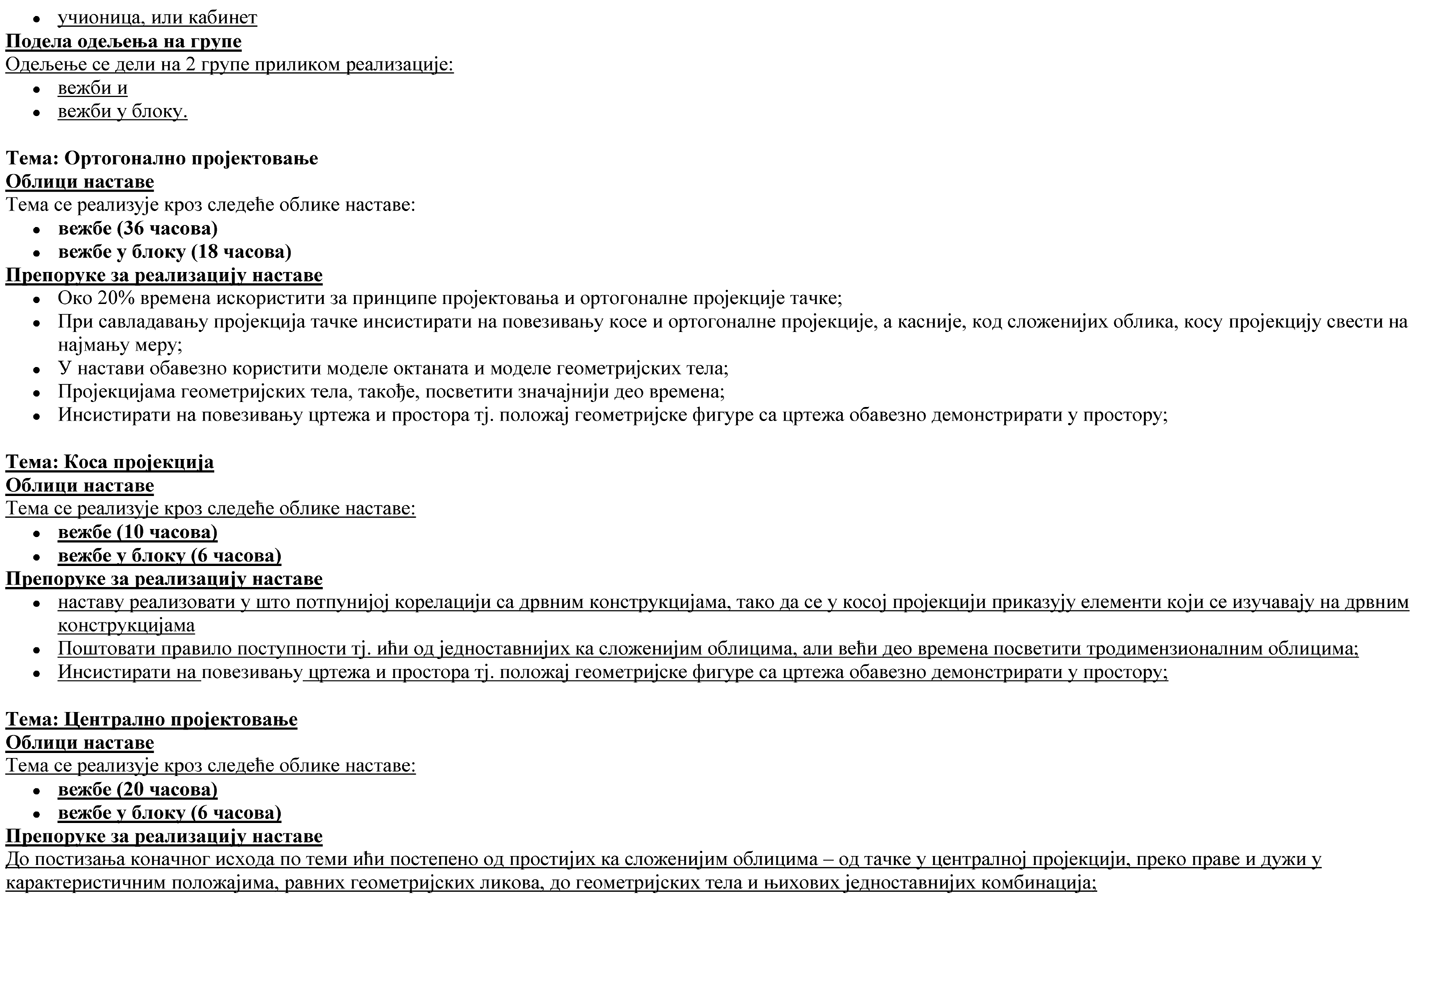 • учионица, или кабинет
Подела одељења на групе
Одељење се дели на 2 групе приликом реализације:
• вежби и
• вежби у блоку.
Тема: Ортогонално пројектовање
Облици наставе
Тема се реализује кроз следеће облике наставе:
• вежбе (36 часова)
• вежбе у блоку (18 часова)
Препоруке за реализацију наставе
• Око 20% времена искористити за принципе пројектовања и ортогоналне пројекције тачке;
• При савладавању пројекција тачке инсистирати на повезивању косе и ортогоналне пројекције, а касније, код сложенијих облика, косу пројекцију свести на
најмању меру;
• У настави обавезно користити моделе октаната и моделе геометријских тела;
• Пројекцијама геометријских тела, такође, посветити значајнији део времена;
• Инсистирати на повезивању цртежа и простора тј. положај геометријске фигуре са цртежа обавезно демонстрирати у простору;
Тема: Коса пројекција
Облици наставе
Тема се реализује кроз следеће облике наставе:
• вежбе (10 часова)
• вежбе у блоку (6 часова)
Препоруке за реализацију наставе
• наставу реализовати у што потпунијој корелацији са дрвним конструкцијама, тако да се у косој пројекцији приказују елементи који се изучавају на дрвним
конструкцијама
• Поштовати правило поступности тј. ићи од једноставнијих ка сложенијим облицима, али већи део времена посветити тродимензионалним облицима;
• Инсистирати на повезивању цртежа и простора тј. положај геометријске фигуре са цртежа обавезно демонстрирати у простору;
Тема: Централно пројектовање
Облици наставе
Тема се реализује кроз следеће облике наставе:
• вежбе (20 часова)
• вежбе у блоку (6 часова)
Препоруке за реализацију наставе
До постизања коначног исхода по теми ићи постепено од простијих ка сложенијим облицима – од тачке у централној пројекцији, преко праве и дужи у
карактеристичним положајима, равних геометријских ликова, до геометријских тела и њихових једноставнијих комбинација;